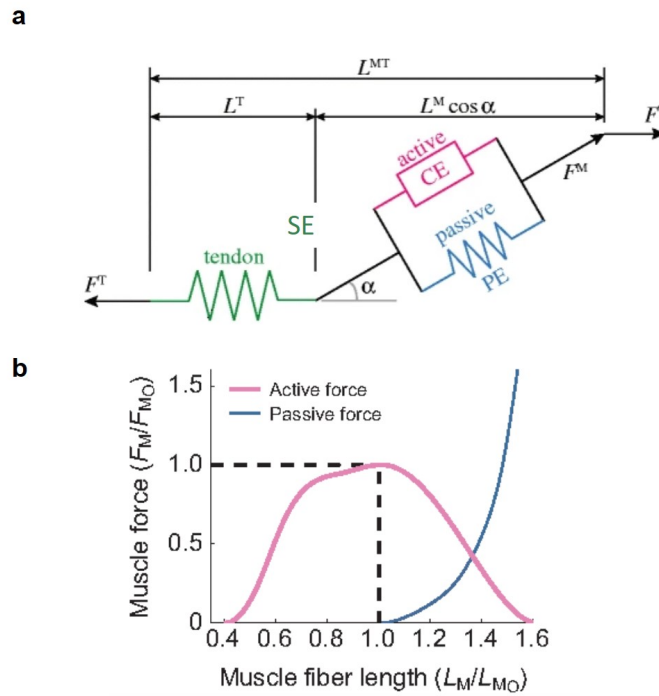 a
L^MT
L^T
L^M cos α
F
active
CE
F^M
SE
passive
PE
tendon
F^T
α
b
Muscle force (F_M/F_M_O)
1.5
1.0
0.5
0
Active force
Passive force
0.4 0.6 0.8 1.0 1.2 1.4 1.6
Muscle fiber length (L_M/L_M_O)